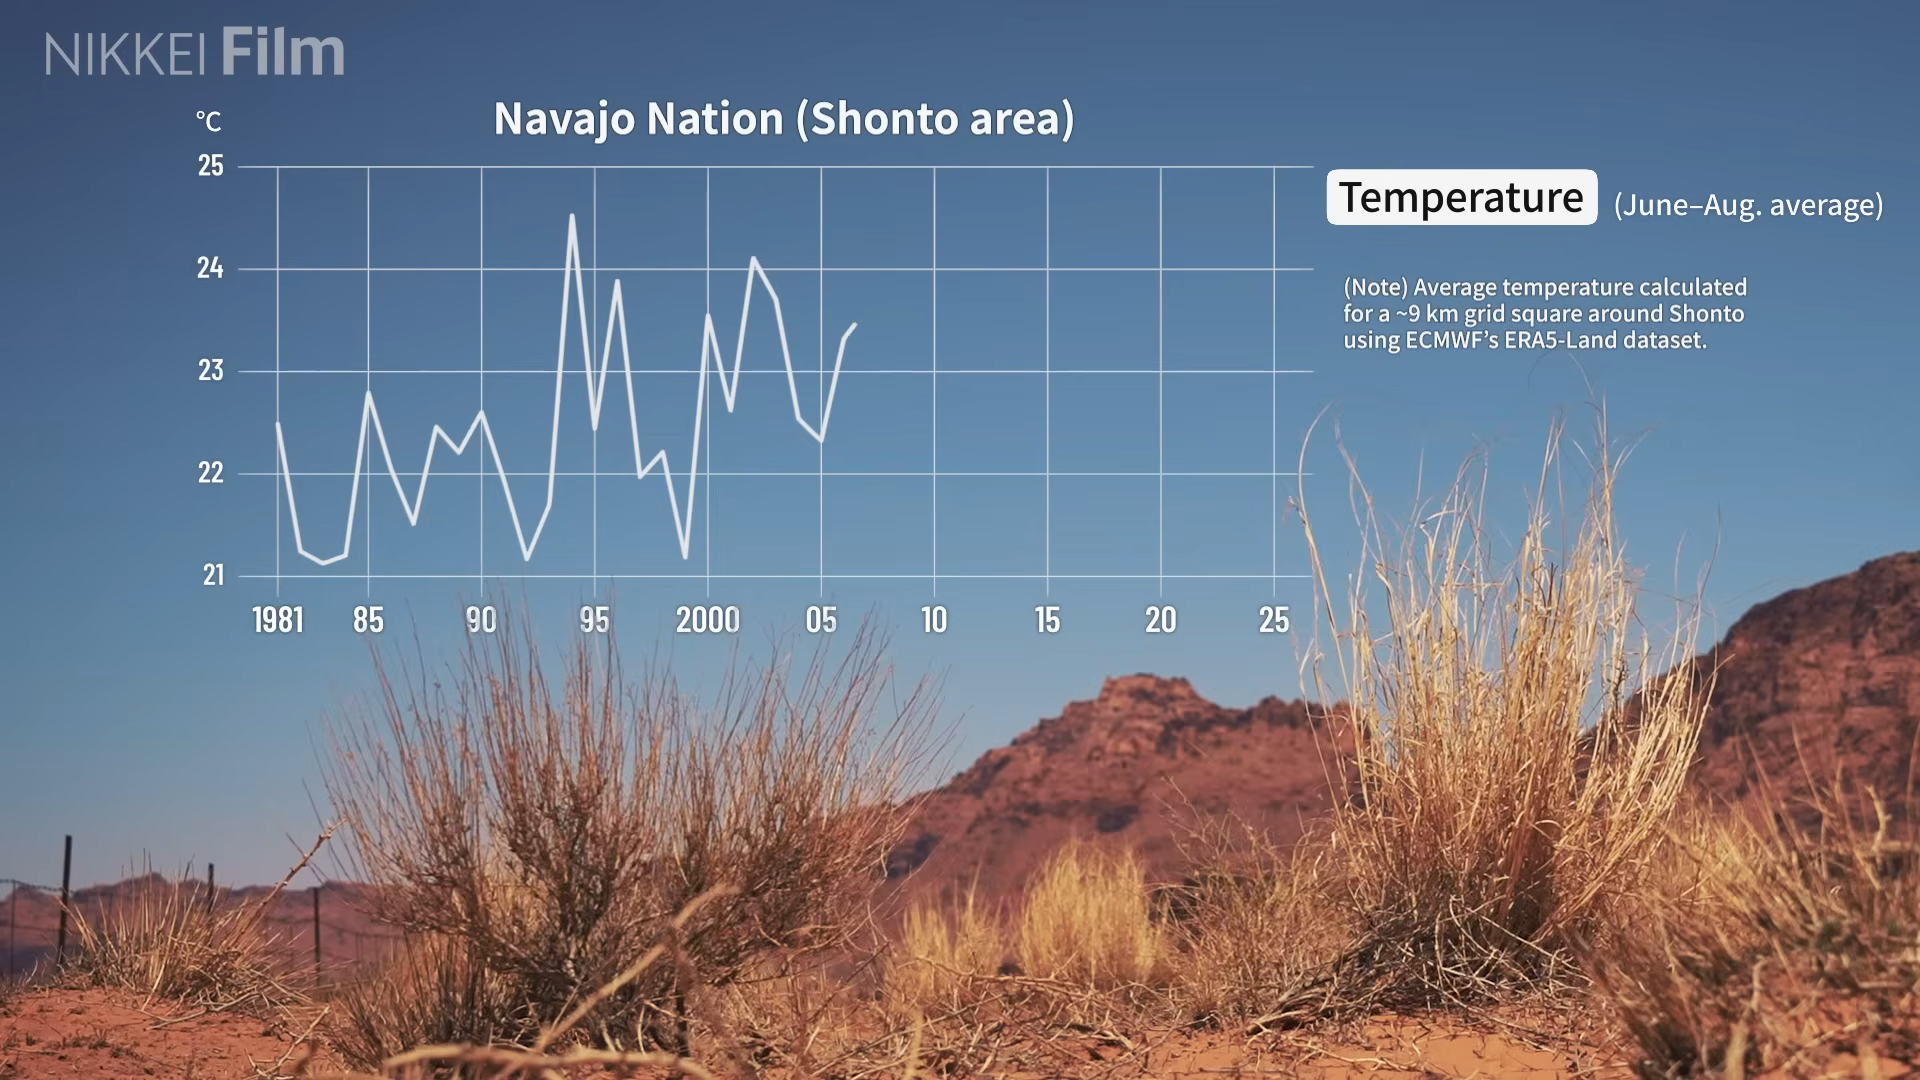 NIKKEI Film
°C
Navajo Nation (Shonto area)
25
24
23
22
21
1981 85 90 95 2000 05 10 15 20 25
Temperature (June–Aug. average)
(Note) Average temperature calculated
for a ~9 km grid square around Shonto
using ECMWF's ERA5-Land dataset.